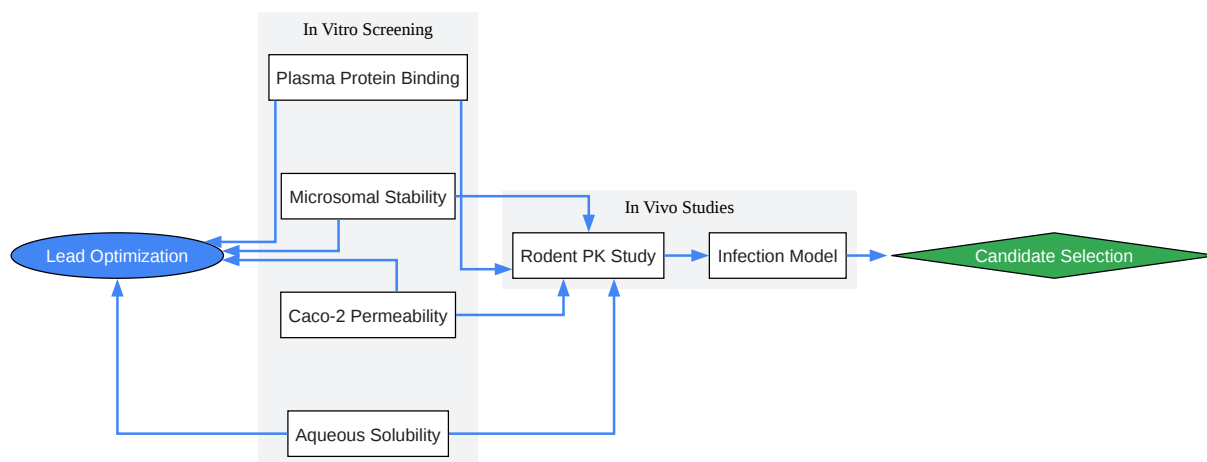 In Vitro Screening
Plasma Protein Binding
Microsomal Stability
In Vivo Studies
Lead Optimization
Rodent PK Study
Infection Model
Candidate Selection
Caco-2 Permeability
Aqueous Solubility